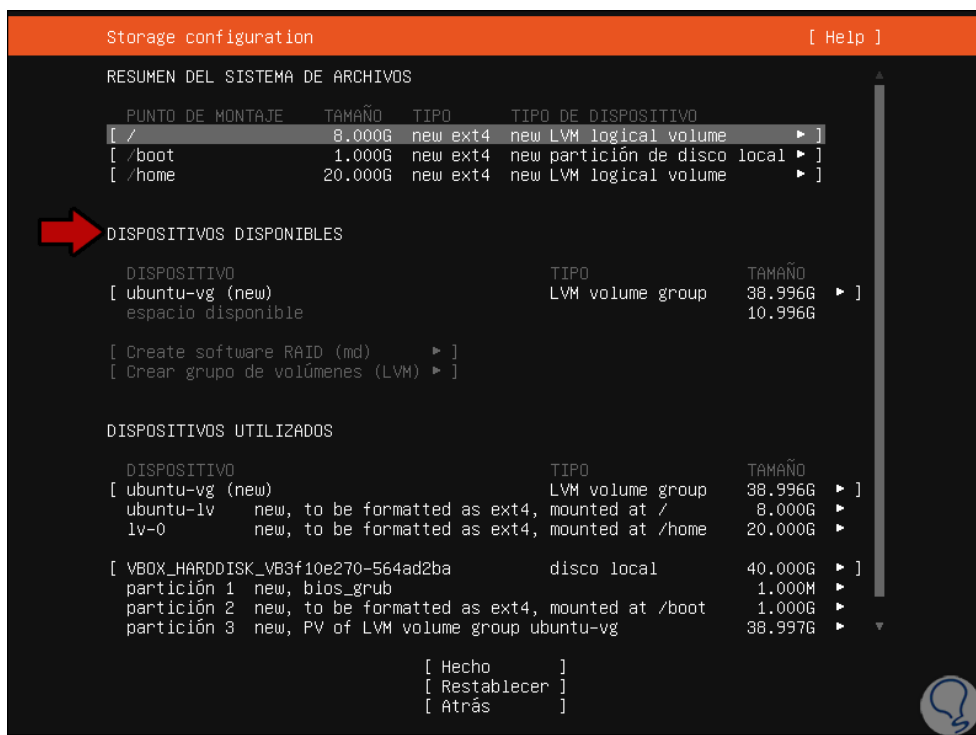 Storage configuration [ Help ]
RESUMEN DEL SISTEMA DE ARCHIVOS
PUNTO DE MONTAJE TAMAÑO TIPO TIPO DE DISPOSITIVO
[ / 8.000G new ext4 new LVM logical volume ▸ ]
[ /boot 1.000G new ext4 new partición de disco local ▸ ]
[ /home 20.000G new ext4 new LVM logical volume ▸ ]
DISPOSITIVOS DISPONIBLES
DISPOSITIVO TIPO TAMAÑO
[ ubuntu-vg (new) LVM volume group 38.996G ▸ ]
espacio disponible 10.996G
[ Create software RAID (md) ▸ ]
[ Crear grupo de volúmenes (LVM) ▸ ]
DISPOSITIVOS UTILIZADOS
DISPOSITIVO TIPO TAMAÑO
[ ubuntu-vg (new) LVM volume group 38.996G ▸ ]
ubuntu-lv new, to be formatted as ext4, mounted at / 8.000G ▸
lv-0 new, to be formatted as ext4, mounted at /home 20.000G ▸
[ VBOX_HARDDISK_VB3f10e270-564ad2ba disco local 40.000G ▸ ]
partición 1 new, bios_grub 1.000M ▸
partición 2 new, to be formatted as ext4, mounted at /boot 1.000G ▸
partición 3 new, PV of LVM volume group ubuntu-vg 38.997G ▸
[ Hecho ]
[ Restablecer ]
[ Atrás ]